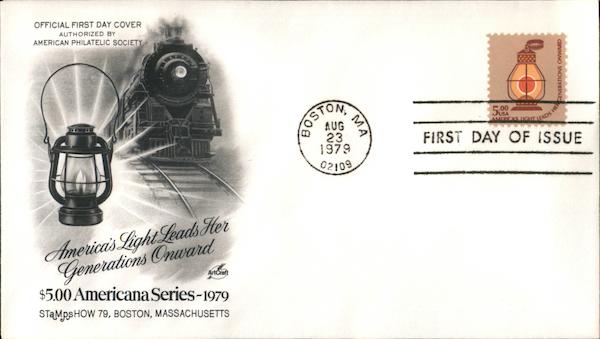 OFFICIAL FIRST DAY COVER
AUTHORIZED BY
AMERICAN PHILATELIC SOCIETY
America's Light Leads Her
Generations Onward
ArtCraft
$5.00 Americana Series - 1979
STaMpsHOW 79, BOSTON, MASSACHUSETTS
BOSTON, MA
AUG
23
1979
02109
5.00
USA
AMERICA'S LIGHT LEADS HER GENERATIONS ONWARD
FIRST DAY OF ISSUE